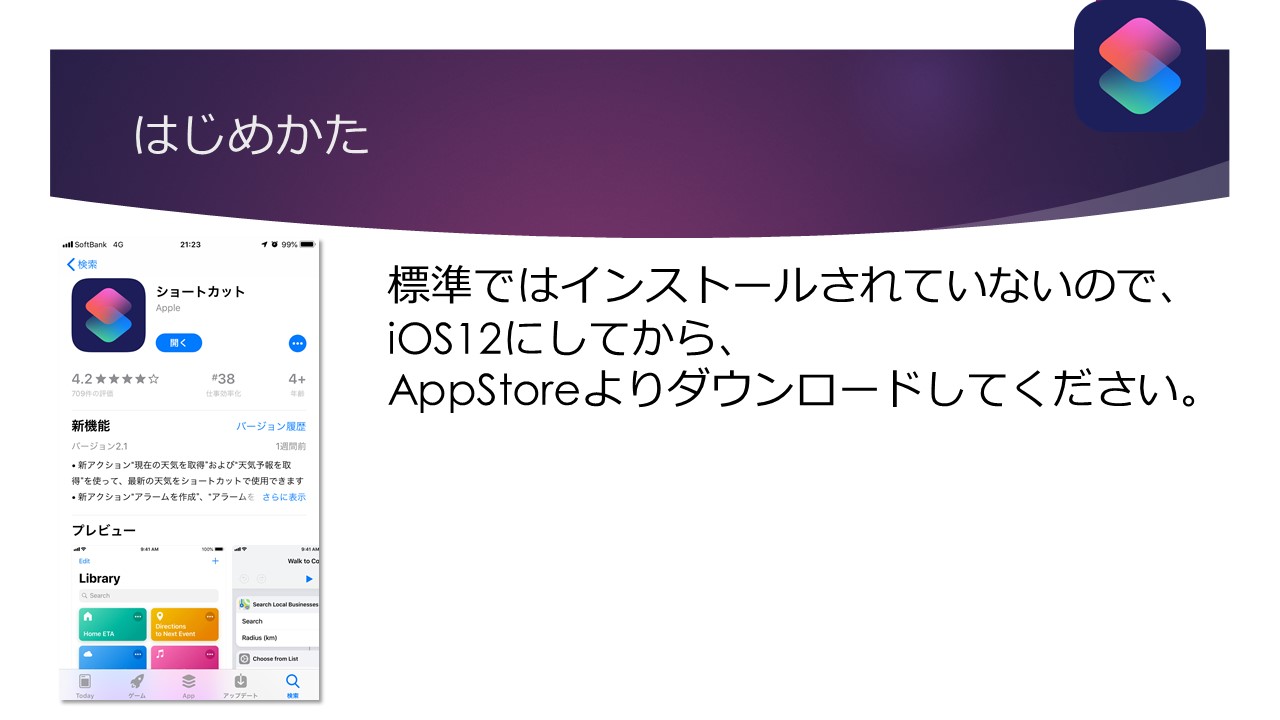 はじめかた
標準ではインストールされていないので、
iOS12にしてから、
AppStoreよりダウンロードしてください。
SoftBank 4G 21:23 99%
検索
ショートカット
Apple
開く
4.2★★★★☆ #38 4+
709件の評価 仕事効率化 年齢
新機能 バージョン履歴
バージョン2.1 1週間前
• 新アクション“現在の天気を取得”および“天気予報を取
得”を使って、最新の天気をショートカットで使用できます
• 新アクション“アラームを作成”、“アラームを さらに表示
プレビュー
9:41 AM 100% 9:41 AM
Edit + Walk to Co
Library
Search
Search Local Businesses
Home ETA
Directions
to Next Event
Search
Radius (km)
Choose from List
Today ゲーム App アップデート 検索